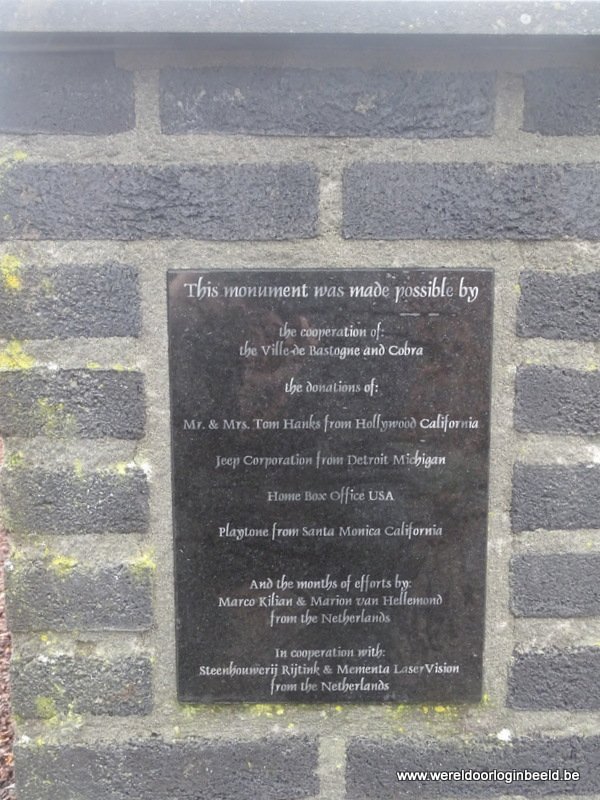 This monument was made possible by
the cooperation of:
the Ville de Bastogne and Cobra
the donations of:
Mr. & Mrs. Tom Hanks from Hollywood California
Jeep Corporation from Detroit Michigan
Home Box Office USA
Playtone from Santa Monica California
And the months of efforts by:
Marco Kilian & Marion van Hellemond
from the Netherlands
In cooperation with:
Steenhouwerij Rijtink & Mementa LaserVision
from the Netherlands
www.wereldoorloginbeeld.be